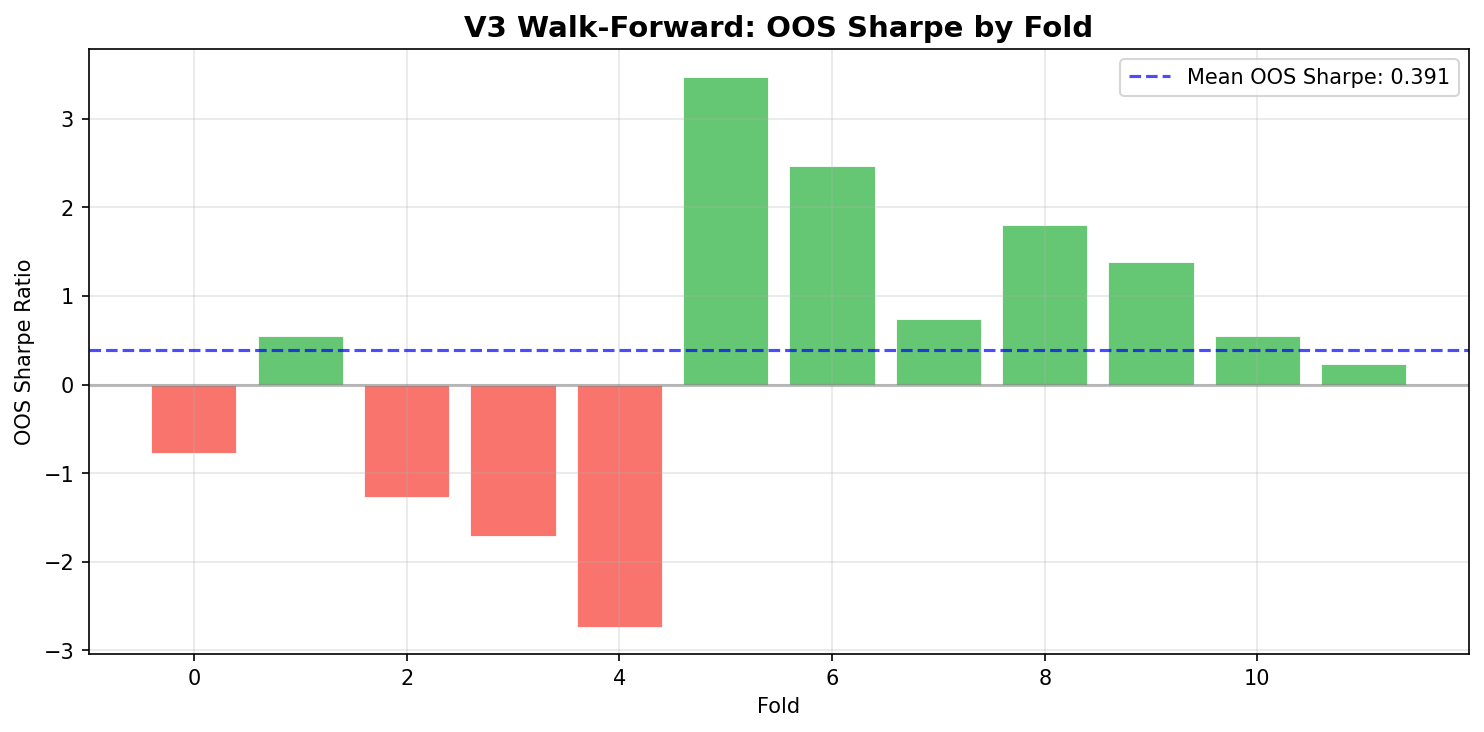 V3 Walk-Forward: OOS Sharpe by Fold
Mean OOS Sharpe: 0.391
OOS Sharpe Ratio
3
2
1
0
−1
−2
−3
0 2 4 6 8 10
Fold